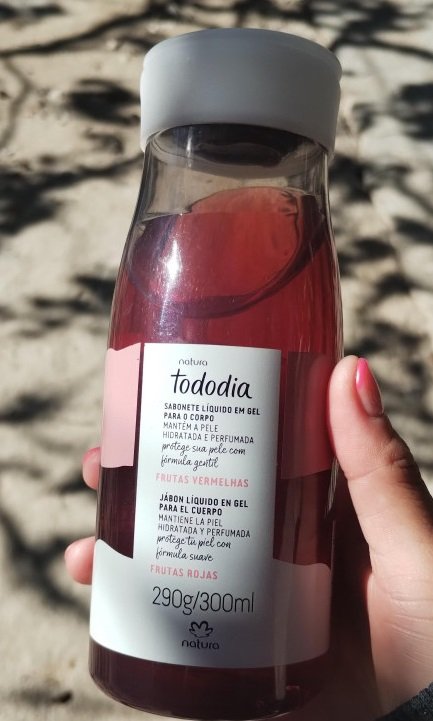 natura
tododia
SABONETE LÍQUIDO EM GEL
PARA O CORPO
MANTÉM A PELE
HIDRATADA E PERFUMADA
protege sua pele com
fórmula gentil
FRUTAS VERMELHAS
JÁBON LÍQUIDO EN GEL
PARA EL CUERPO
MANTIENE LA PIEL
HIDRATADA Y PERFUMADA
protege tu piel con
fórmula suave
FRUTAS ROJAS
290g/300ml
natura